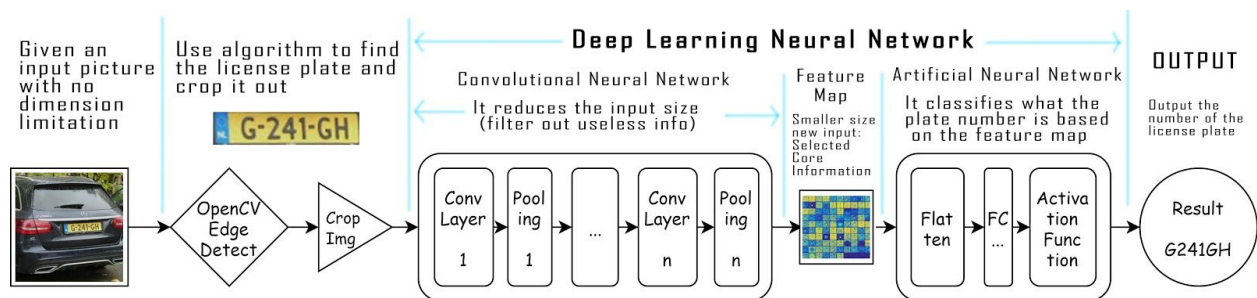 Deep Learning Neural Network
Given an
input picture
with no
dimension
limitation
Use algorithm to find
the license plate and
crop it out
NL G-241-GH
Convolutional Neural Network
It reduces the input size
(filter out useless info)
Feature
Map
Smaller size
new input:
Selected
Core
Information
Artificial Neural Network
It classifies what the
plate number is based
on the feature map
OUTPUT
Output the
number of the
license plate
G-241-GH
OpenCV
Edge
Detect
Crop
Img
Conv
Layer
1
Pool
ing
1
...
Conv
Layer
n
Pool
ing
n
Flat
ten
FC
...
Activa
tion
Func
tion
Result
G241GH